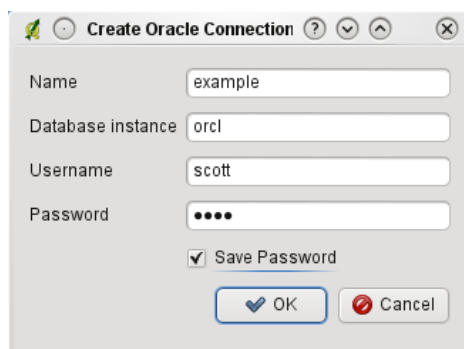 Create Oracle Connection
Name example
Database instance orcl
Username scott
Password ••••
Save Password
OK Cancel